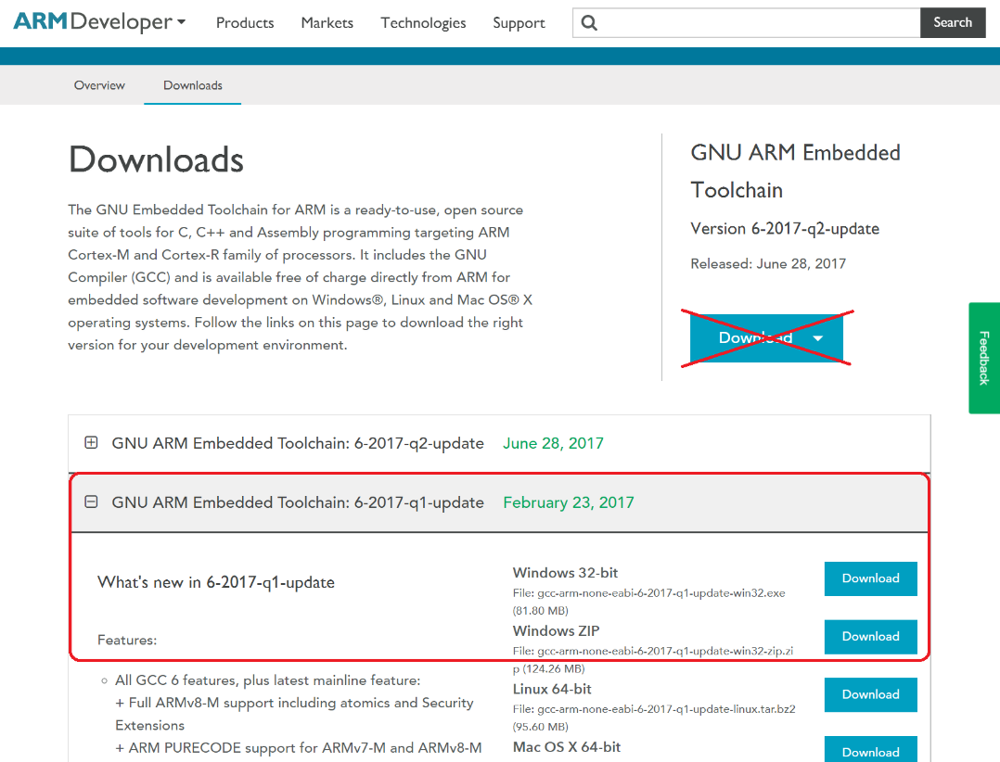 ARMDeveloper
Products
Markets
Technologies
Support
Search
Overview
Downloads
Downloads
The GNU Embedded Toolchain for ARM is a ready-to-use, open source
suite of tools for C, C++ and Assembly programming targeting ARM
Cortex-M and Cortex-R family of processors. It includes the GNU
Compiler (GCC) and is available free of charge directly from ARM for
embedded software development on Windows®, Linux and Mac OS® X
operating systems. Follow the links on this page to download the right
version for your development environment.
GNU ARM Embedded
Toolchain
Version 6-2017-q2-update
Released: June 28, 2017
Download
Feedback
GNU ARM Embedded Toolchain: 6-2017-q2-update June 28, 2017
GNU ARM Embedded Toolchain: 6-2017-q1-update February 23, 2017
What's new in 6-2017-q1-update
Features:
All GCC 6 features, plus latest mainline feature:
+ Full ARMv8-M support including atomics and Security
Extensions
+ ARM PURECODE support for ARMv7-M and ARMv8-M
Windows 32-bit
File: gcc-arm-none-eabi-6-2017-q1-update-win32.exe
(81.80 MB)
Download
Windows ZIP
File: gcc-arm-none-eabi-6-2017-q1-update-win32-zip.zi
p (124.26 MB)
Download
Linux 64-bit
File: gcc-arm-none-eabi-6-2017-q1-update-linux.tar.bz2
(95.60 MB)
Download
Mac OS X 64-bit
Download